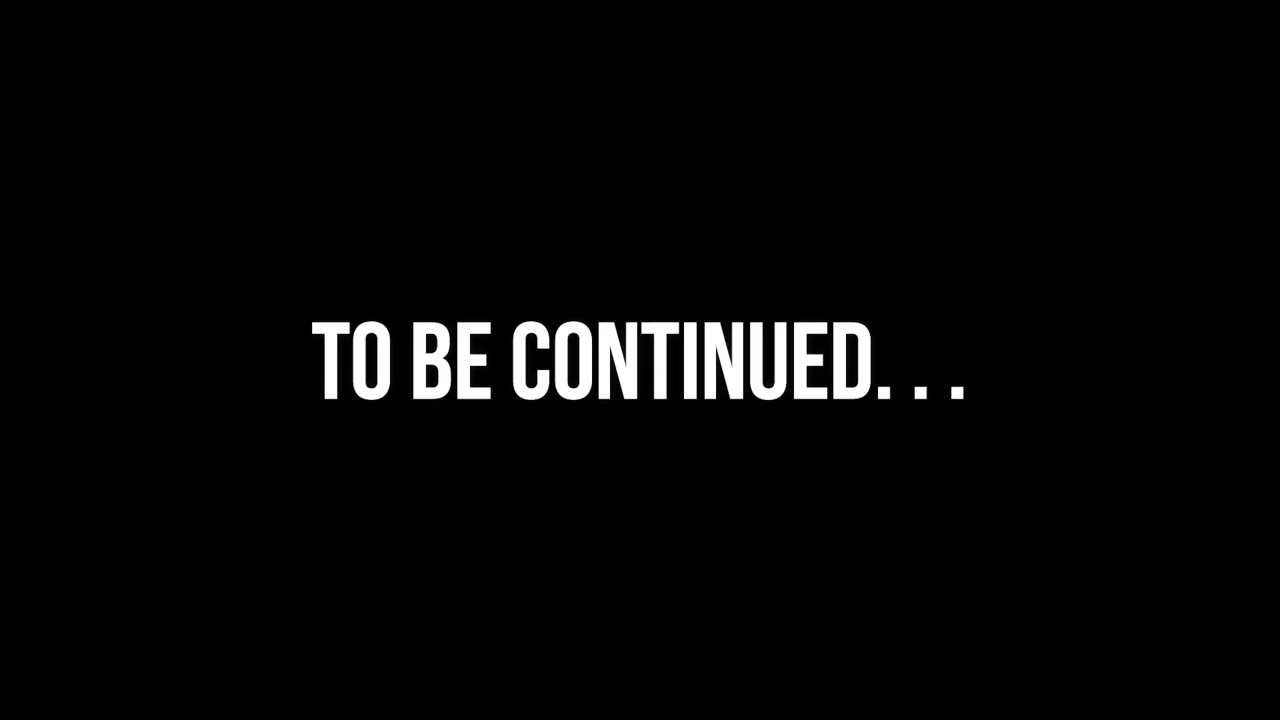 TO BE CONTINUED. . .